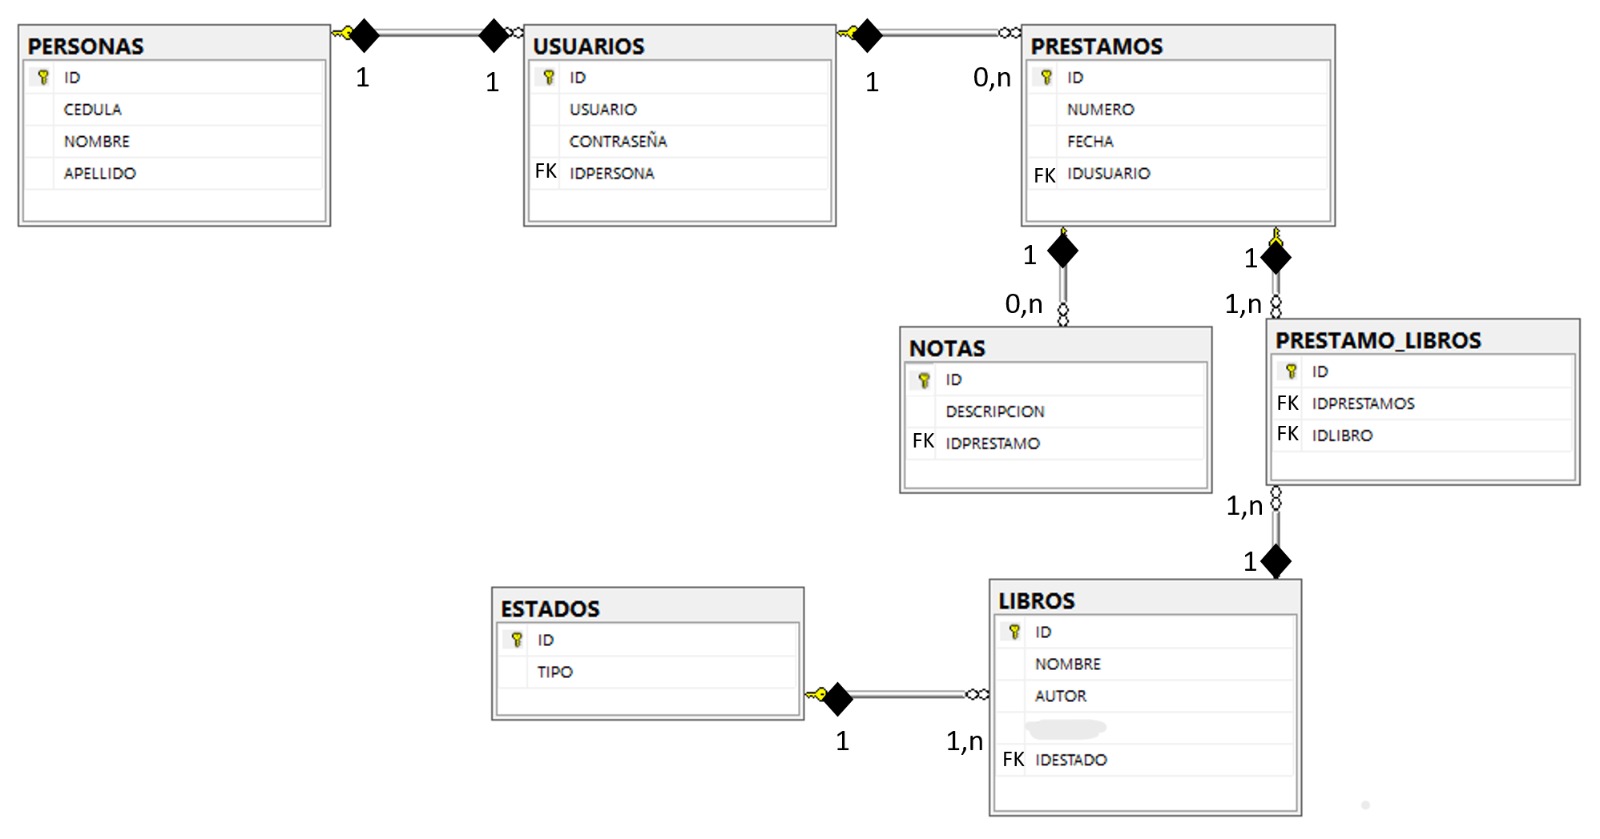 PERSONAS
ID
CEDULA
NOMBRE
APELLIDO
1
1
USUARIOS
ID
USUARIO
CONTRASEÑA
FK IDPERSONA
1
0,n
PRESTAMOS
ID
NUMERO
FECHA
FK IDUSUARIO
1
0,n
1
1,n
NOTAS
ID
DESCRIPCION
FK IDPRESTAMO
PRESTAMO_LIBROS
ID
FK IDPRESTAMOS
FK IDLIBRO
1,n
1
ESTADOS
ID
TIPO
1
1,n
LIBROS
ID
NOMBRE
AUTOR
FK IDESTADO